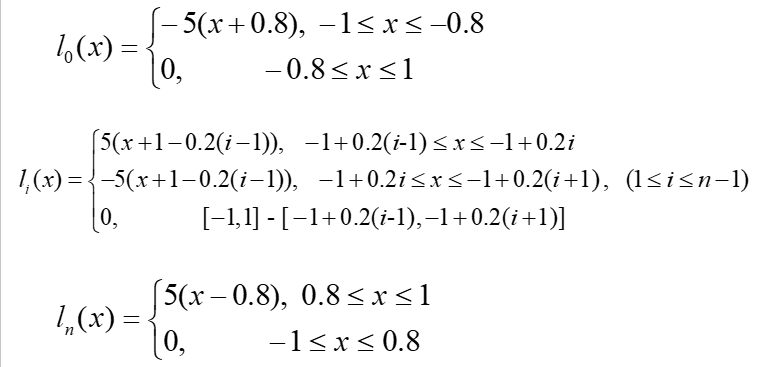 l₀(x) = { −5(x+0.8), −1 ≤ x ≤ −0.8
0, −0.8 ≤ x ≤ 1
lᵢ(x) = { 5(x+1−0.2(i−1)), −1+0.2(i-1) ≤ x ≤ −1+0.2i
−5(x+1−0.2(i−1)), −1+0.2i ≤ x ≤ −1+0.2(i+1), (1 ≤ i ≤ n−1)
0, [−1,1] - [−1+0.2(i-1), −1+0.2(i+1)]
lₙ(x) = { 5(x−0.8), 0.8 ≤ x ≤ 1
0, −1 ≤ x ≤ 0.8